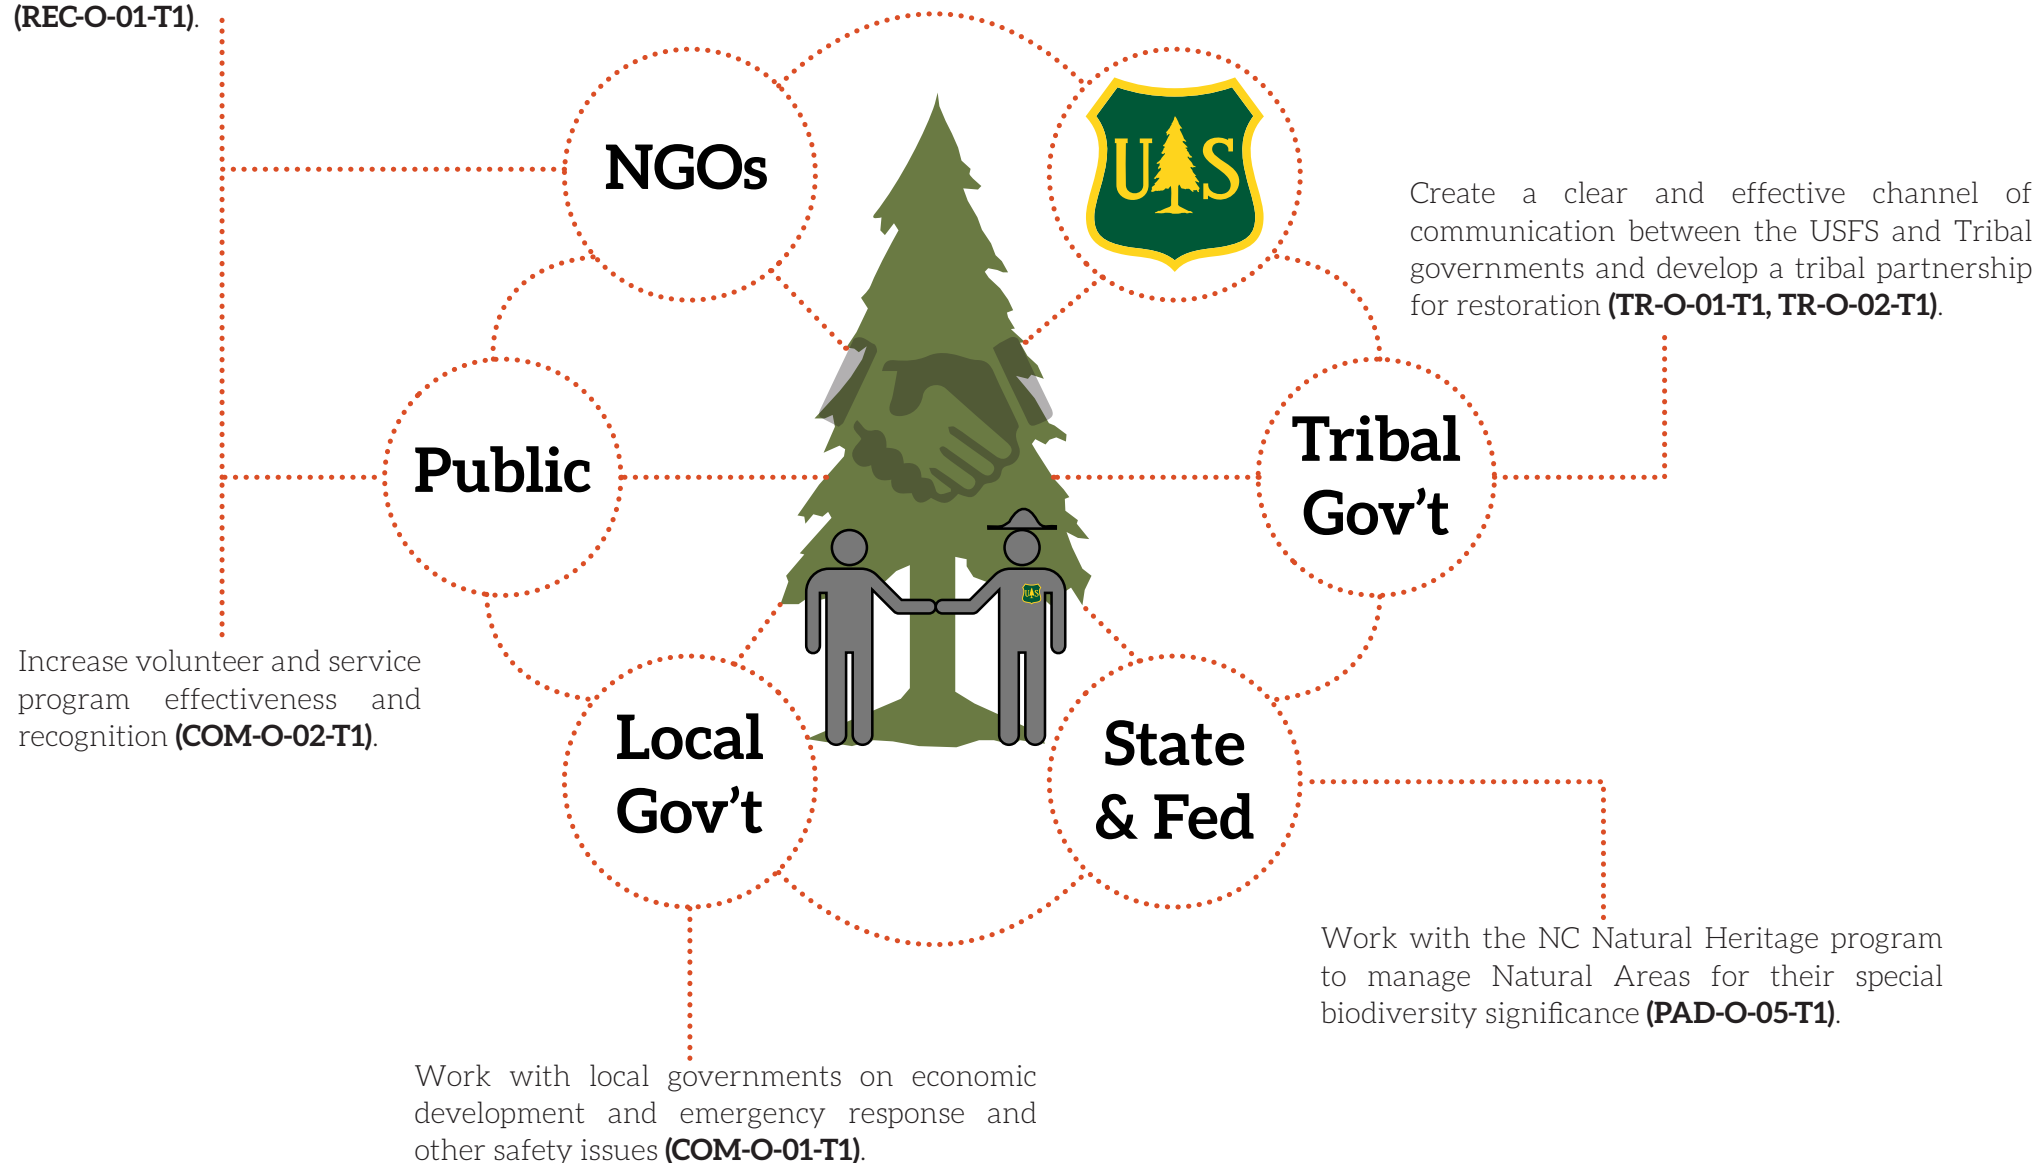 (REC-O-01-T1).
NGOs
US
Create a clear and effective channel of
communication between the USFS and Tribal
governments and develop a tribal partnership
for restoration (TR-O-01-T1, TR-O-02-T1).
Public
Tribal
Gov’t
US
Increase volunteer and service
program effectiveness and
recognition (COM-O-02-T1).
Local
Gov’t
State
& Fed
Work with the NC Natural Heritage program
to manage Natural Areas for their special
biodiversity significance (PAD-O-05-T1).
Work with local governments on economic
development and emergency response and
other safety issues (COM-O-01-T1).